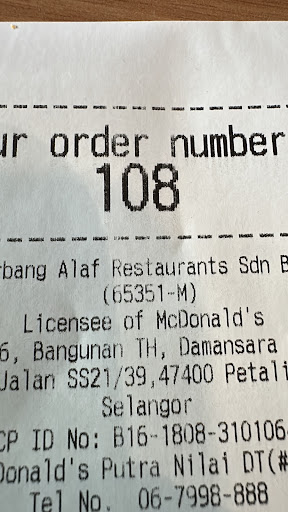 ur order number
108
rbang Alaf Restaurants Sdn B
(65351-M)
Licensee of McDonald's
6, Bangunan TH, Damansara
Jalan SS21/39,47400 Petali
Selangor
CP ID No: B16-1808-310106
Donald's Putra Nilai DT(#
Tel No. 06-7998-888